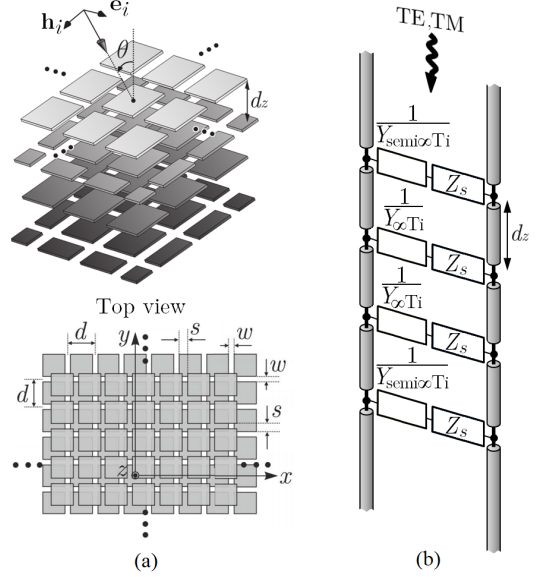 h_i e_i
θ
d_z
Top view
d y s w
w
d
s
z x
(a)
TE,TM
1
Y_semi∞Ti
Z_s
d_z
1
Y_∞Ti
Z_s
1
Y_∞Ti
Z_s
1
Y_semi∞Ti
Z_s
(b)